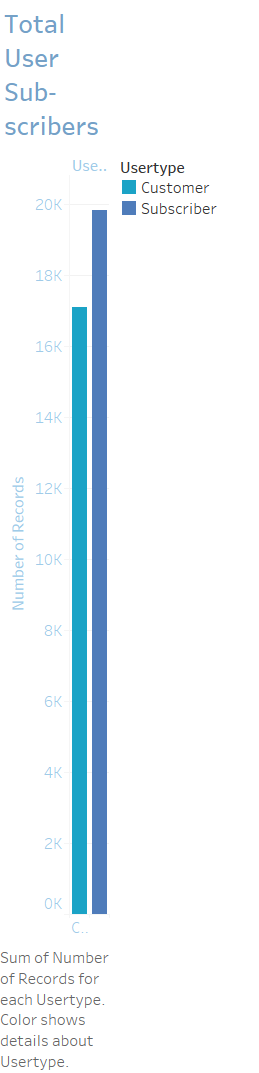 Total
User
Sub-
scribers
Use..
Usertype
Customer
Subscriber
20K
18K
16K
14K
12K
10K
8K
6K
4K
2K
0K
Number of Records
C..
Sum of Number
of Records for
each Usertype.
Color shows
details about
Usertype.